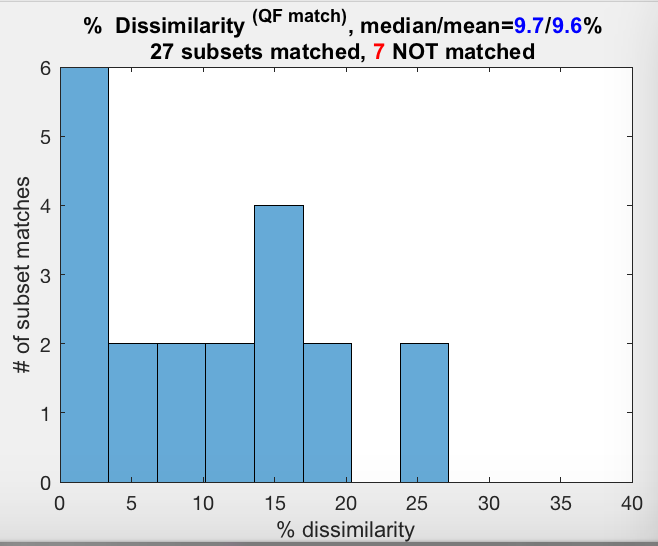 % Dissimilarity (QF match), median/mean=9.7/9.6%
27 subsets matched, 7 NOT matched
6
5
4
3
2
1
0
# of subset matches
0 5 10 15 20 25 30 35 40
% dissimilarity